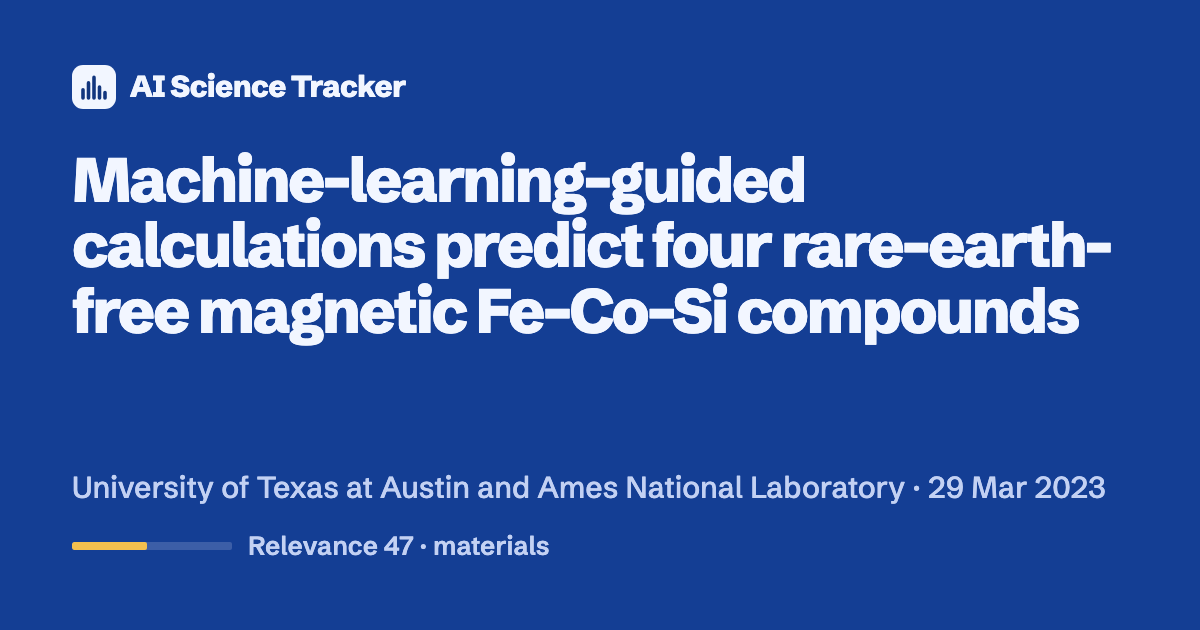 AI Science Tracker
Machine-learning-guided
calculations predict four rare-earth-
free magnetic Fe-Co-Si compounds
University of Texas at Austin and Ames National Laboratory · 29 Mar 2023
Relevance 47 · materials